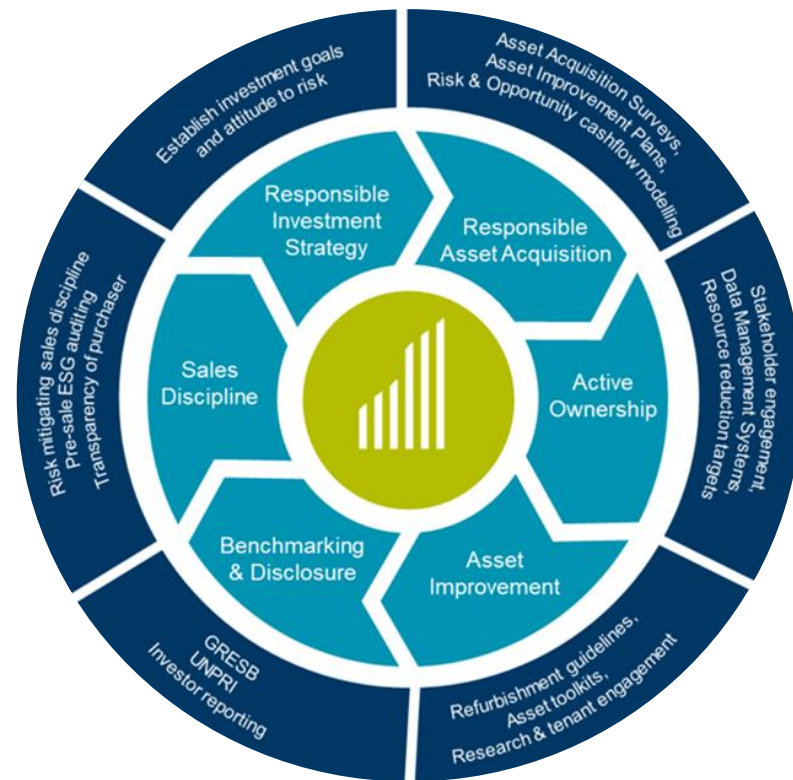 Establish investment goals
and attitude to risk
Asset Acquisition Surveys,
Asset Improvement Plans,
Risk & Opportunity cashflow modelling
Stakeholder engagement,
Data Management Systems,
Resource reduction targets
Refurbishment guidelines,
Asset toolkits,
Research & tenant engagement
GRESB
UNPRI
Investor reporting
Risk mitigating sales discipline
Pre-sale ESG auditing
Transparency of purchaser
Responsible
Investment
Strategy
Responsible
Asset Acquisition
Active
Ownership
Asset
Improvement
Benchmarking
& Disclosure
Sales
Discipline